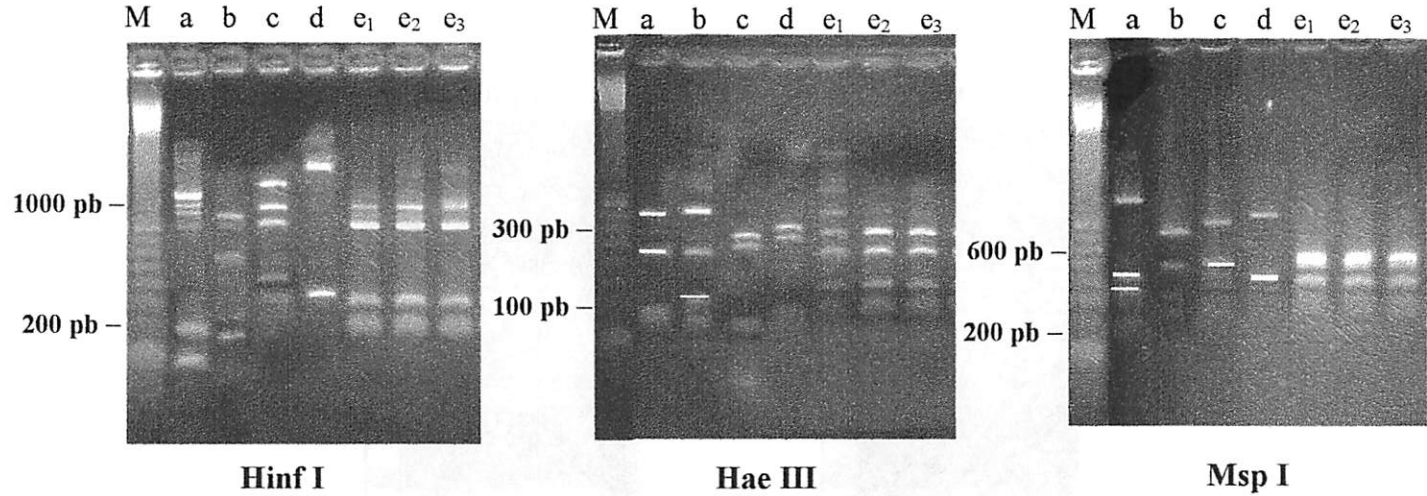 M a b c d e₁ e₂ e₃
1000 pb
200 pb
Hinf I
M a b c d e₁ e₂ e₃
300 pb
100 pb
Hae III
M a b c d e₁ e₂ e₃
600 pb
200 pb
Msp I